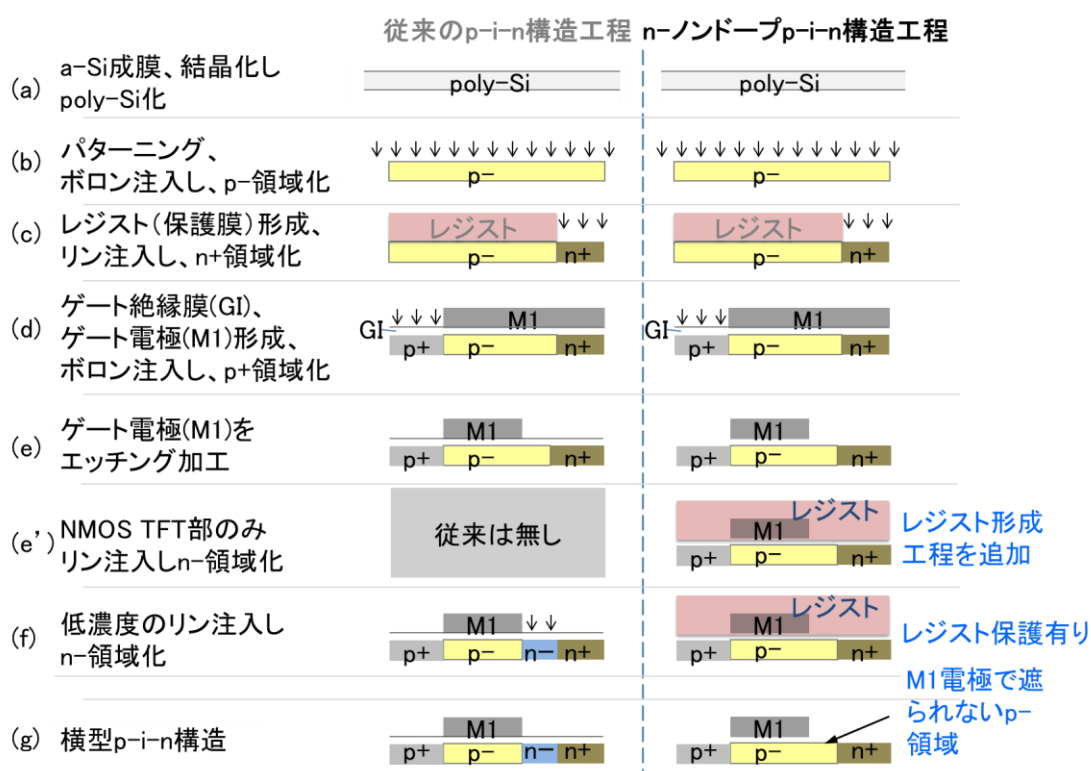 従来のp-i-n構造工程 n-ノンドープp-i-n構造工程
(a) a-Si成膜、結晶化し
poly-Si化
poly-Si
poly-Si
(b) パターニング、
ボロン注入し、p-領域化
p-
p-
(c) レジスト(保護膜)形成、
リン注入し、n+領域化
レジスト
p- n+
レジスト
p- n+
(d) ゲート絶縁膜(GI)、
ゲート電極(M1)形成、
ボロン注入し、p+領域化
GI
M1
p+ p- n+
GI
M1
p+ p- n+
(e) ゲート電極(M1)を
エッチング加工
M1
p+ p- n+
M1
p+ p- n+
(e') NMOS TFT部のみ
リン注入しn-領域化
従来は無し
レジスト
M1
p+ p- n+
レジスト形成
工程を追加
(f) 低濃度のリン注入し
n-領域化
M1
p+ p- n- n+
レジスト
M1
p+ p- n+
レジスト保護有り
(g) 横型p-i-n構造
M1
p+ p- n- n+
M1
p+ p- n+
M1電極で遮
られないp-
領域